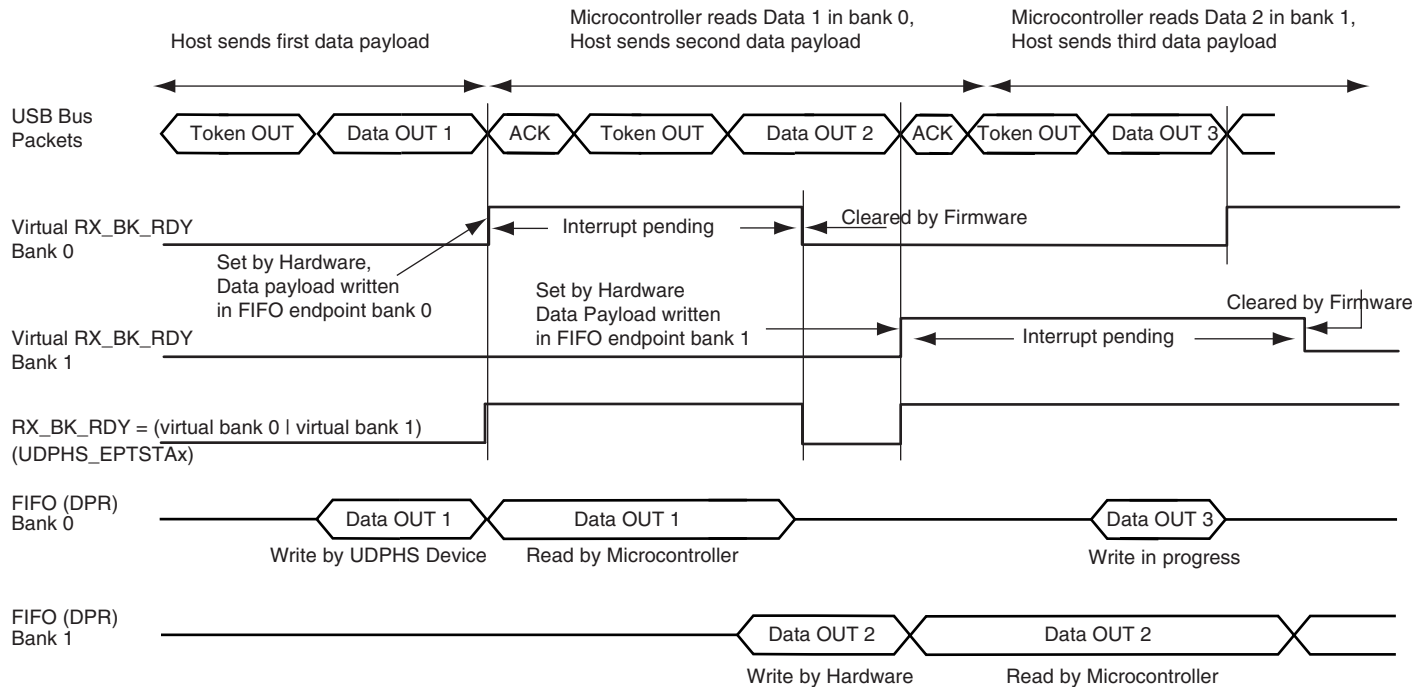 Host sends first data payload
Microcontroller reads Data 1 in bank 0,
Host sends second data payload
Microcontroller reads Data 2 in bank 1,
Host sends third data payload
USB Bus
Packets
Token OUT
Data OUT 1
ACK
Token OUT
Data OUT 2
ACK
Token OUT
Data OUT 3
Virtual RX_BK_RDY
Bank 0
Interrupt pending
Cleared by Firmware
Set by Hardware,
Data payload written
in FIFO endpoint bank 0
Set by Hardware
Data Payload written
in FIFO endpoint bank 1
Cleared by Firmware
Virtual RX_BK_RDY
Bank 1
Interrupt pending
RX_BK_RDY = (virtual bank 0 | virtual bank 1)
(UDPHS_EPTSTAx)
FIFO (DPR)
Bank 0
Data OUT 1
Data OUT 1
Data OUT 3
Write by UDPHS Device
Read by Microcontroller
Write in progress
FIFO (DPR)
Bank 1
Data OUT 2
Data OUT 2
Write by Hardware
Read by Microcontroller